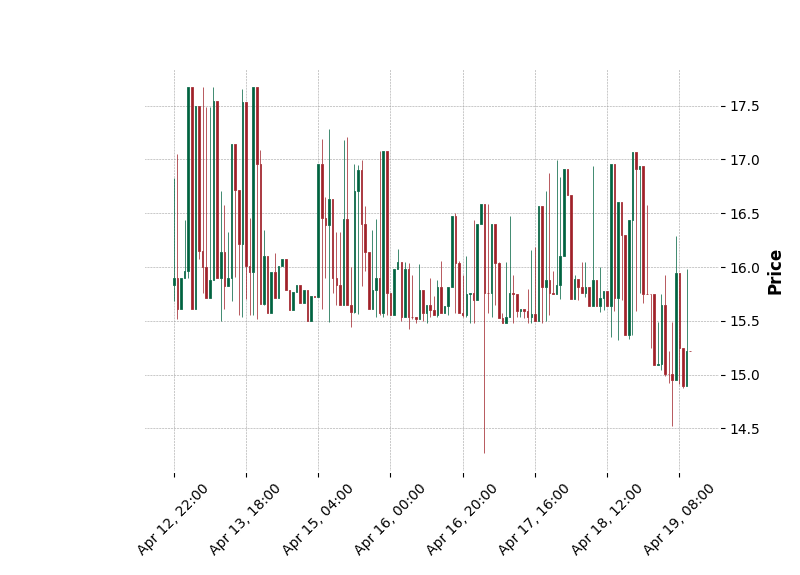 17.5
17.0
16.5
16.0
15.5
15.0
14.5
Price
Apr 12, 22:00
Apr 13, 18:00
Apr 15, 04:00
Apr 16, 00:00
Apr 16, 20:00
Apr 17, 16:00
Apr 18, 12:00
Apr 19, 08:00